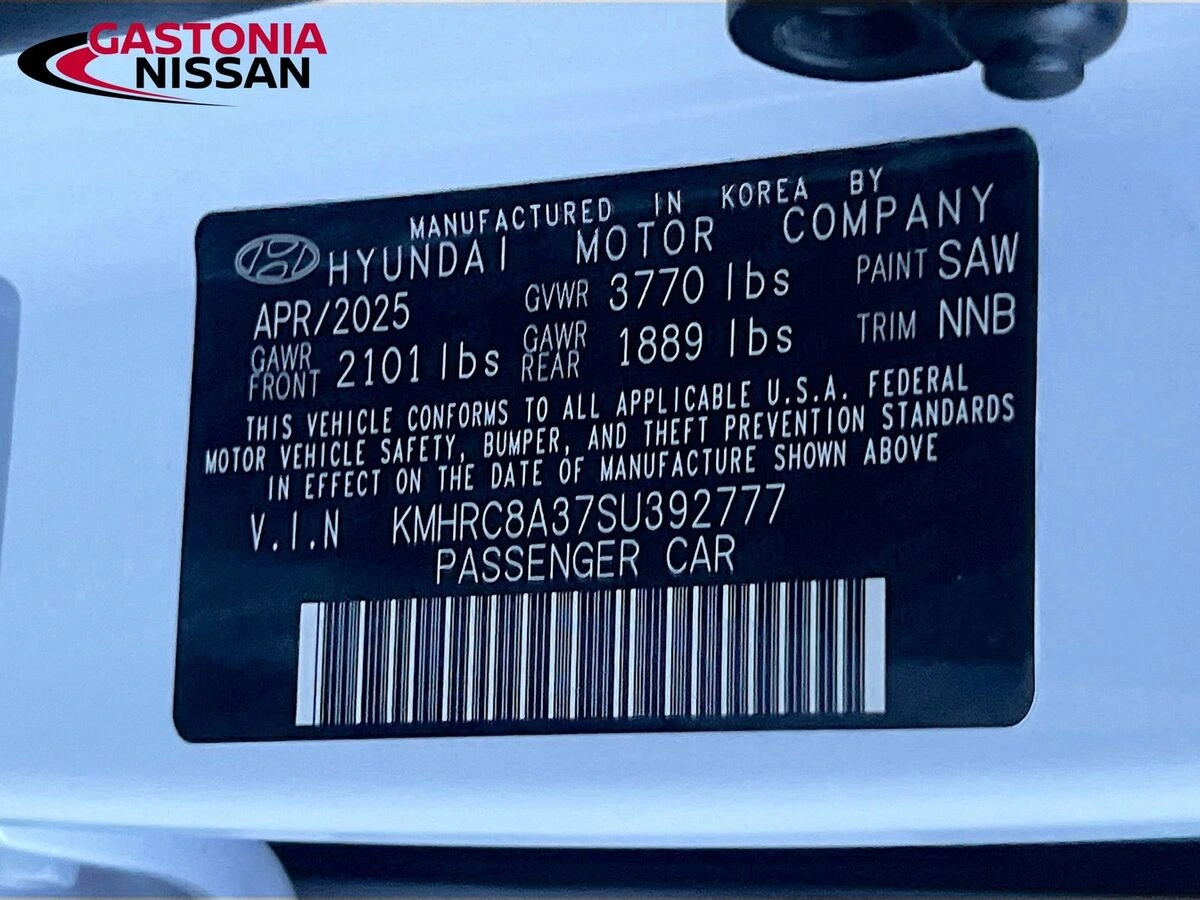 GASTONIA
NISSAN
MANUFACTURED IN KOREA BY
HYUNDAI MOTOR COMPANY
APR/2025 GVWR 3770 lbs PAINT SAW
GAWR FRONT 2101 lbs GAWR REAR 1889 lbs TRIM NNB
THIS VEHICLE CONFORMS TO ALL APPLICABLE U.S.A. FEDERAL
MOTOR VEHICLE SAFETY, BUMPER, AND THEFT PREVENTION STANDARDS
IN EFFECT ON THE DATE OF MANUFACTURE SHOWN ABOVE
V.I.N KMHRC8A37SU392777
PASSENGER CAR